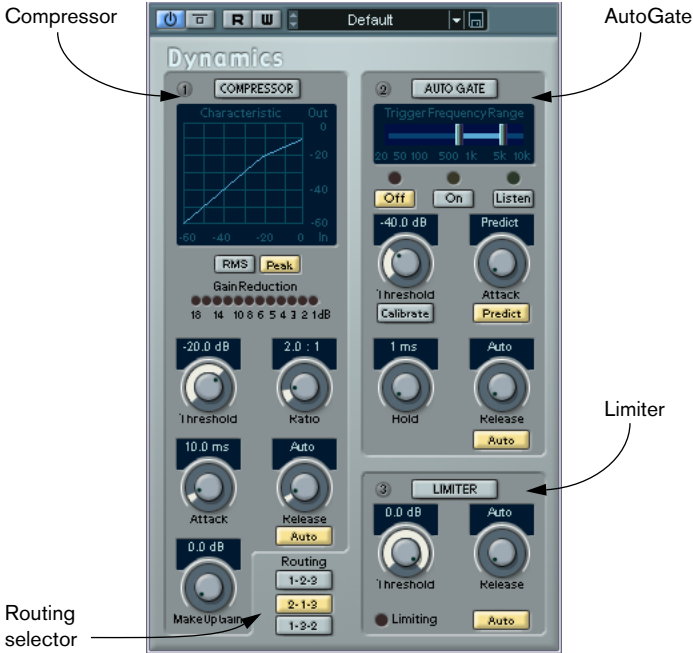 Compressor
AutoGate
R W Default
Dynamics
1 COMPRESSOR
Characteristic Out
0
-20
-40
-60
-60 -40 -20 0 In
RMS Peak
Gain Reduction
18 14 10 8 6 5 4 3 2 1dB
-20.0 dB 2.0 : 1
Threshold Ratio
10.0 ms Auto
Attack Release
Auto
0.0 dB
MakeUpGain
Routing
1-2-3
2-1-3
1-3-2
2 AUTO GATE
Trigger Frequency Range
20 50 100 500 1k 5k 10k
Off On Listen
-40.0 dB Predict
Threshold Attack
Calibrate Predict
1 ms Auto
Hold Release
Auto
Limiter
3 LIMITER
0.0 dB Auto
Threshold Release
Limiting Auto
Routing
selector